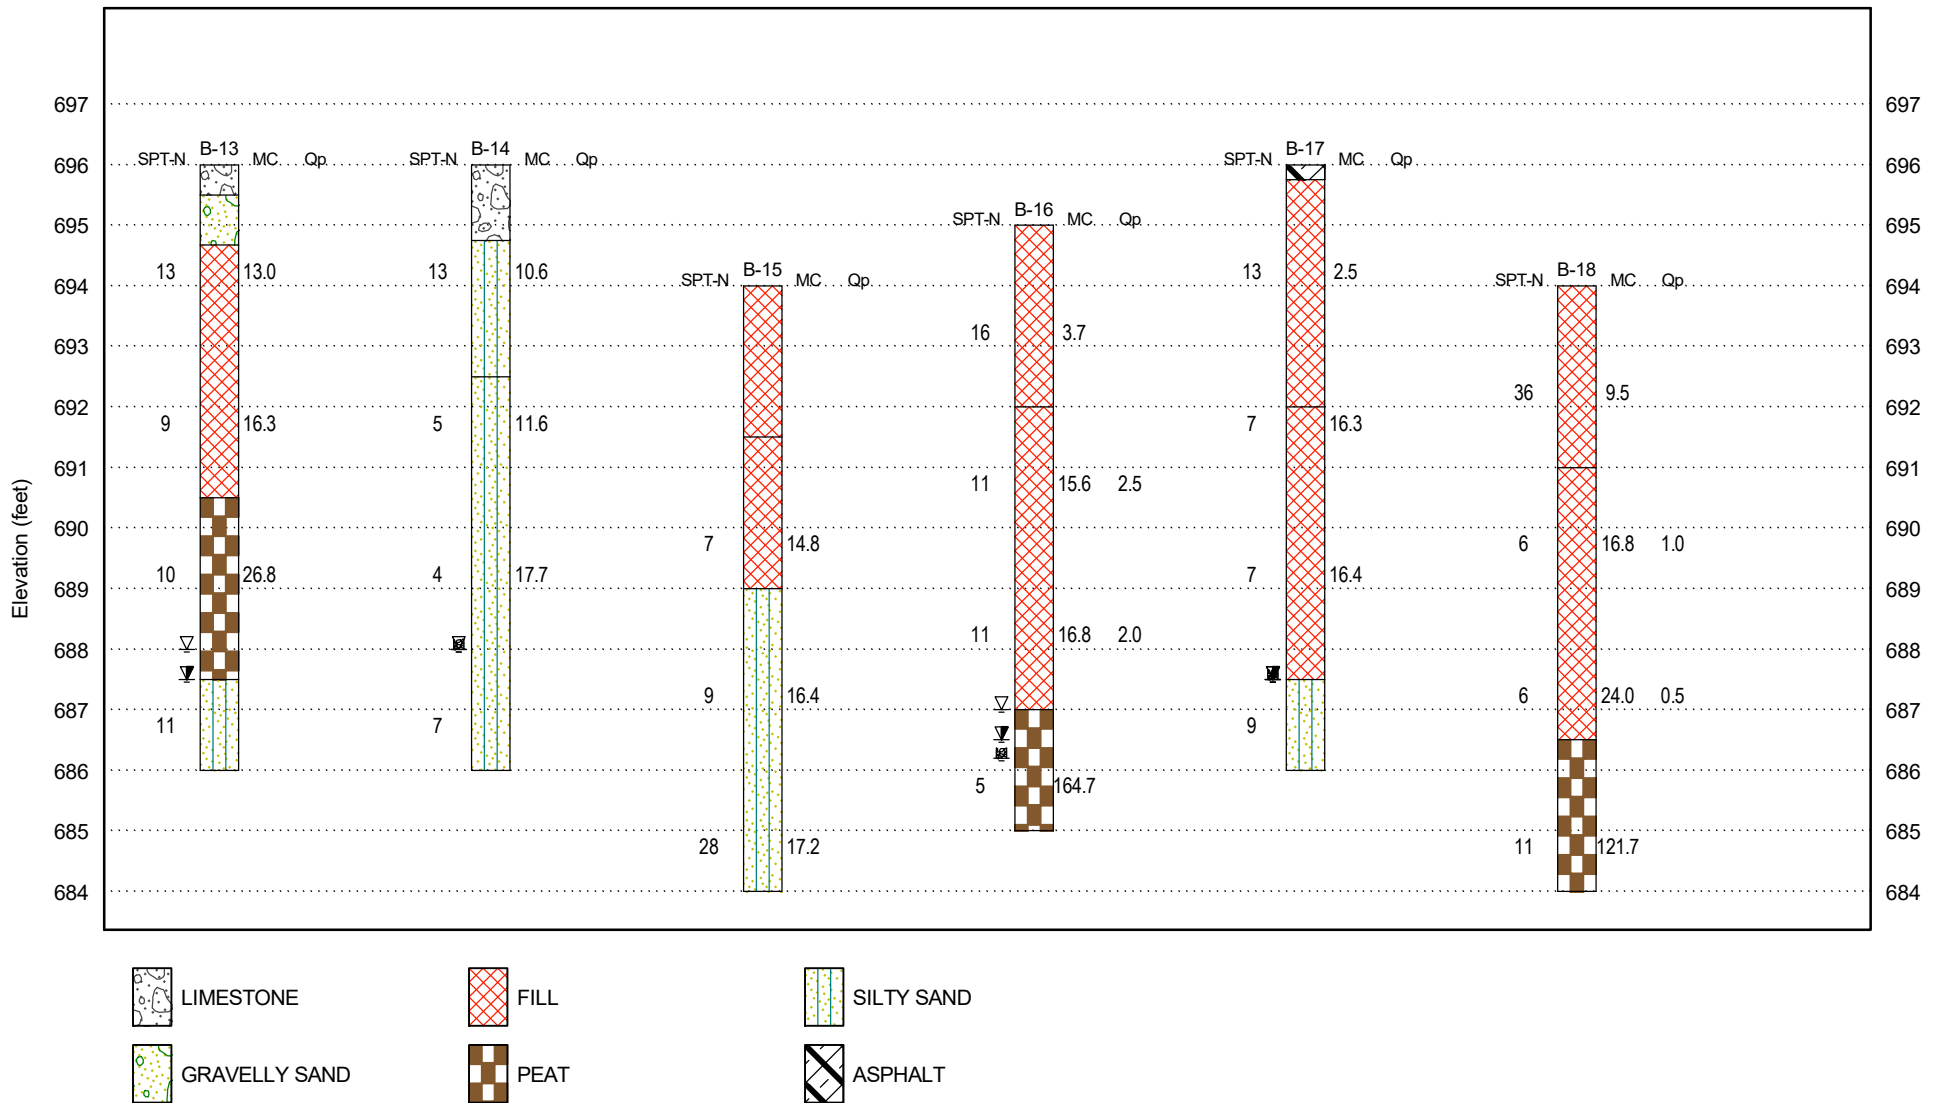 697 697
B-13 B-14 B-17
696 SPT-N MC Qp SPT-N MC Qp SPT-N MC Qp 696
B-16
695 SPT-N MC Qp 695
13 13.0 13 10.6 B-15 13 2.5 B-18
694 SPT-N MC Qp SPT-N MC Qp 694
693 16 3.7 693
36 9.5
692 692
9 16.3 5 11.6 7 16.3
691 691
11 15.6 2.5
690 690
7 14.8 6 16.8 1.0
10 26.8 4 17.7 7 16.4
689 689
11 16.8 2.0
688 688
9 16.4 6 24.0 0.5
687 687
11 7 9
686 686
5 164.7
685 685
28 17.2 11 121.7
684 684
Elevation (feet)
LIMESTONE FILL SILTY SAND
GRAVELLY SAND PEAT ASPHALT